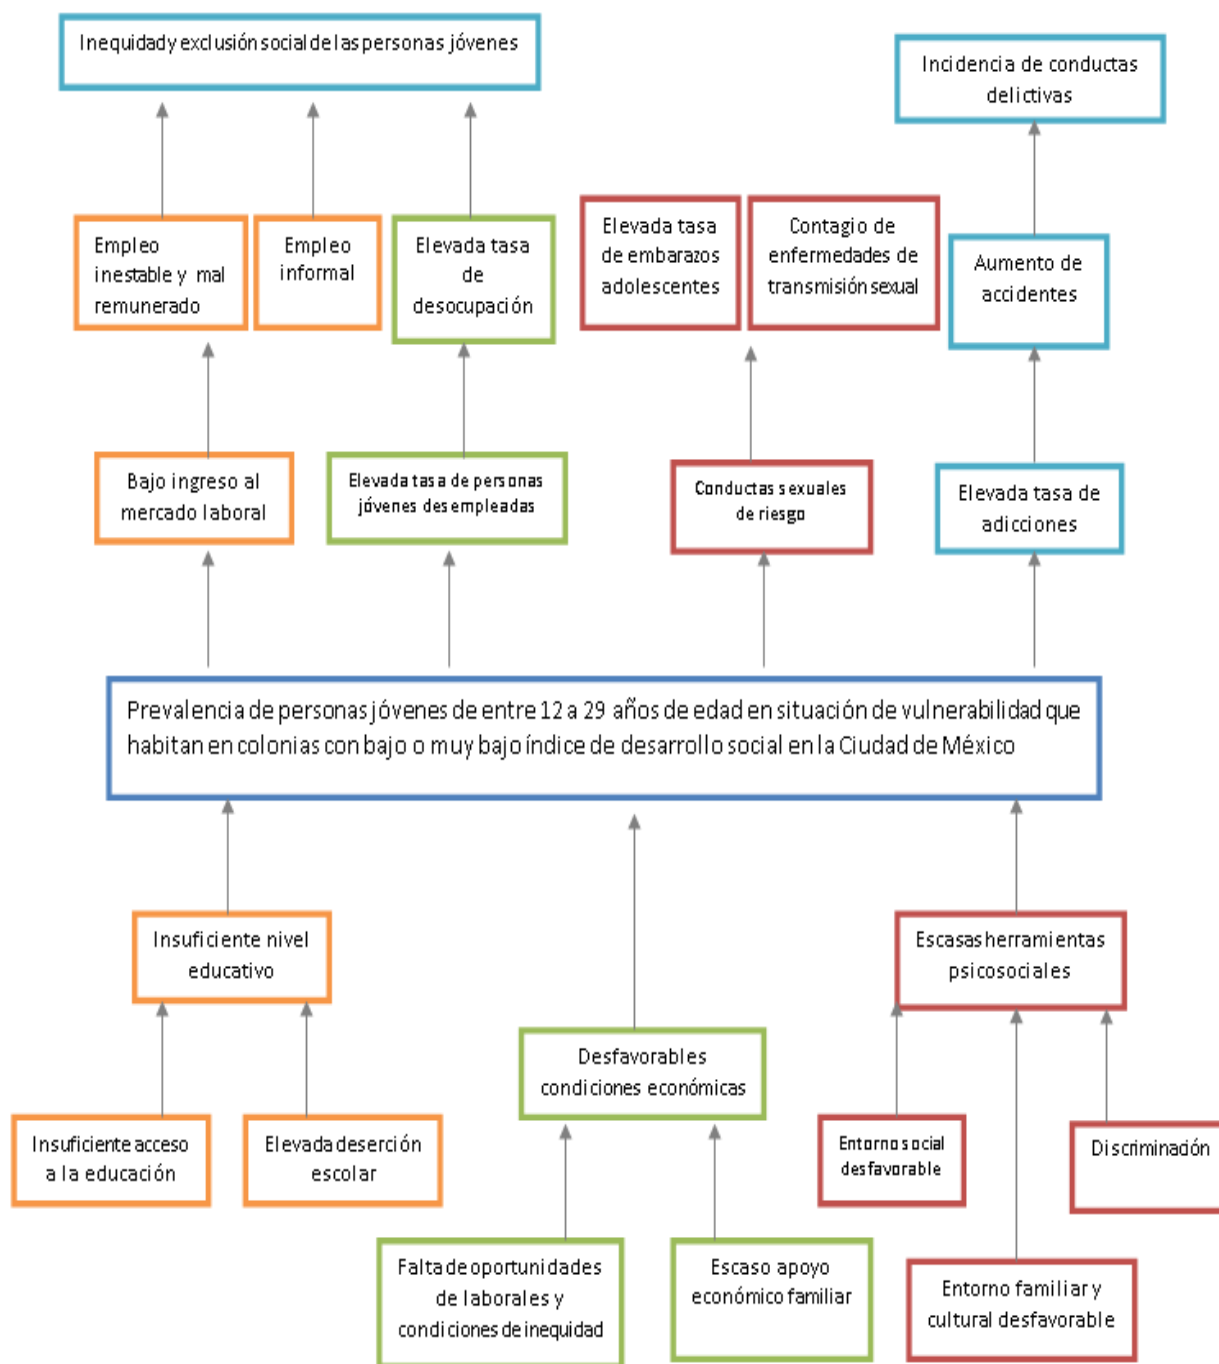 Inequidad y exclusión social de las personas jóvenes
Incidencia de conductas
delictivas
Empleo
inestable y mal
remunerado
Empleo
informal
Elevada tasa
de
desocupación
Elevada tasa
de embarazos
adolescentes
Contagio de
enfermedades de
transmisión sexual
Aumento de
accidentes
Bajo ingreso al
mercado laboral
Elevada tasa de personas
jóvenes desempleadas
Conductas sexuales
de riesgo
Elevada tasa de
adicciones
Prevalencia de personas jóvenes de entre 12 a 29 años de edad en situación de vulnerabilidad que
habitan en colonias con bajo o muy bajo índice de desarrollo social en la Ciudad de México
Insuficiente nivel
educativo
Escasas herramientas
psicosociales
Desfavorables
condiciones económicas
Insuficiente acceso
a la educación
Elevada deserción
escolar
Entorno social
desfavorable
Discriminación
Falta de oportunidades
de laborales y
condiciones de inequidad
Escaso apoyo
económico familiar
Entorno familiar y
cultural desfavorable